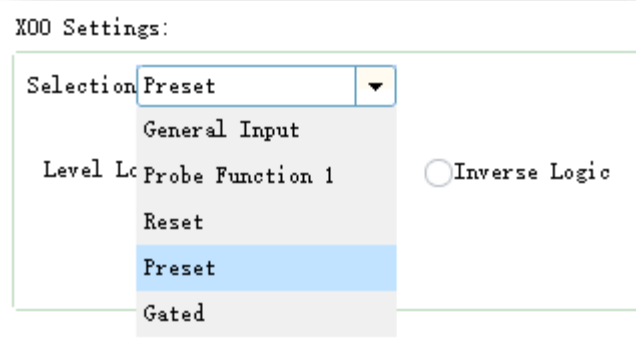 X00 Settings:
Selection Preset
General Input
Level Lo
Probe Function 1
Inverse Logic
Reset
Preset
Gated